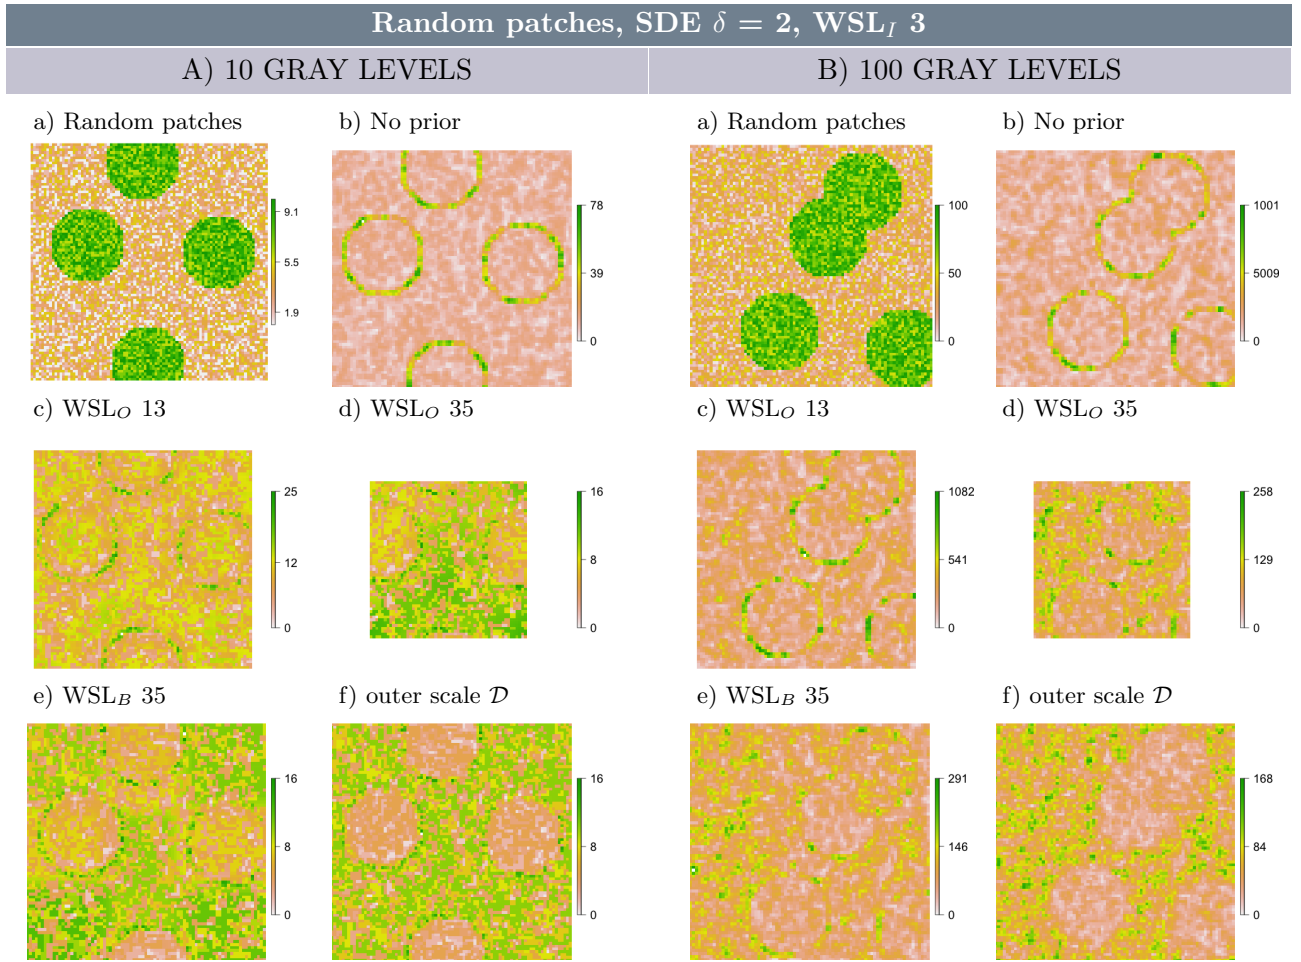 Random patches, SDE δ = 2, WSL_I 3
A) 10 GRAY LEVELS
B) 100 GRAY LEVELS
a) Random patches
b) No prior
a) Random patches
b) No prior
9.1
5.5
1.9
78
39
0
100
50
0
1001
5009
0
c) WSL_O 13
d) WSL_O 35
c) WSL_O 13
d) WSL_O 35
25
12
0
16
8
0
1082
541
0
258
129
0
e) WSL_B 35
f) outer scale 𝒟
e) WSL_B 35
f) outer scale 𝒟
16
8
0
16
8
0
291
146
0
168
84
0